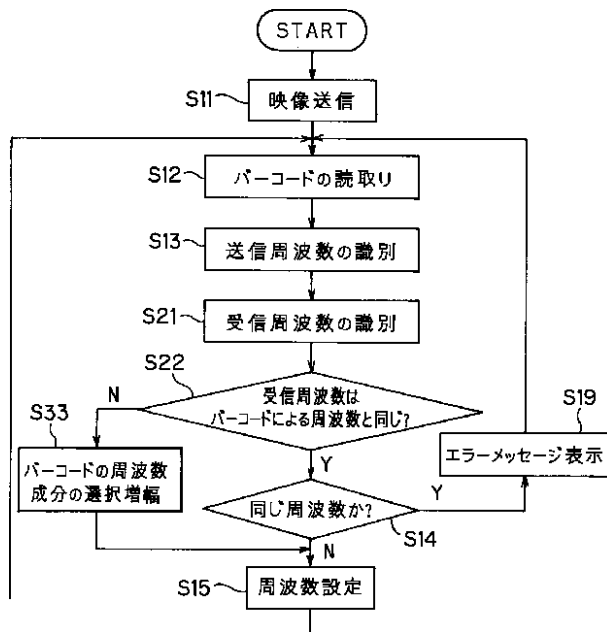 START
S11
映像送信
S12
バーコードの読取り
S13
送信周波数の識別
S21
受信周波数の識別
S22
N
受信周波数は
バーコードによる周波数と同じ?
S33
バーコードの周波数
成分の選択増幅
Y
S19
エラーメッセージ表示
同じ周波数か?
Y
S14
N
S15
周波数設定